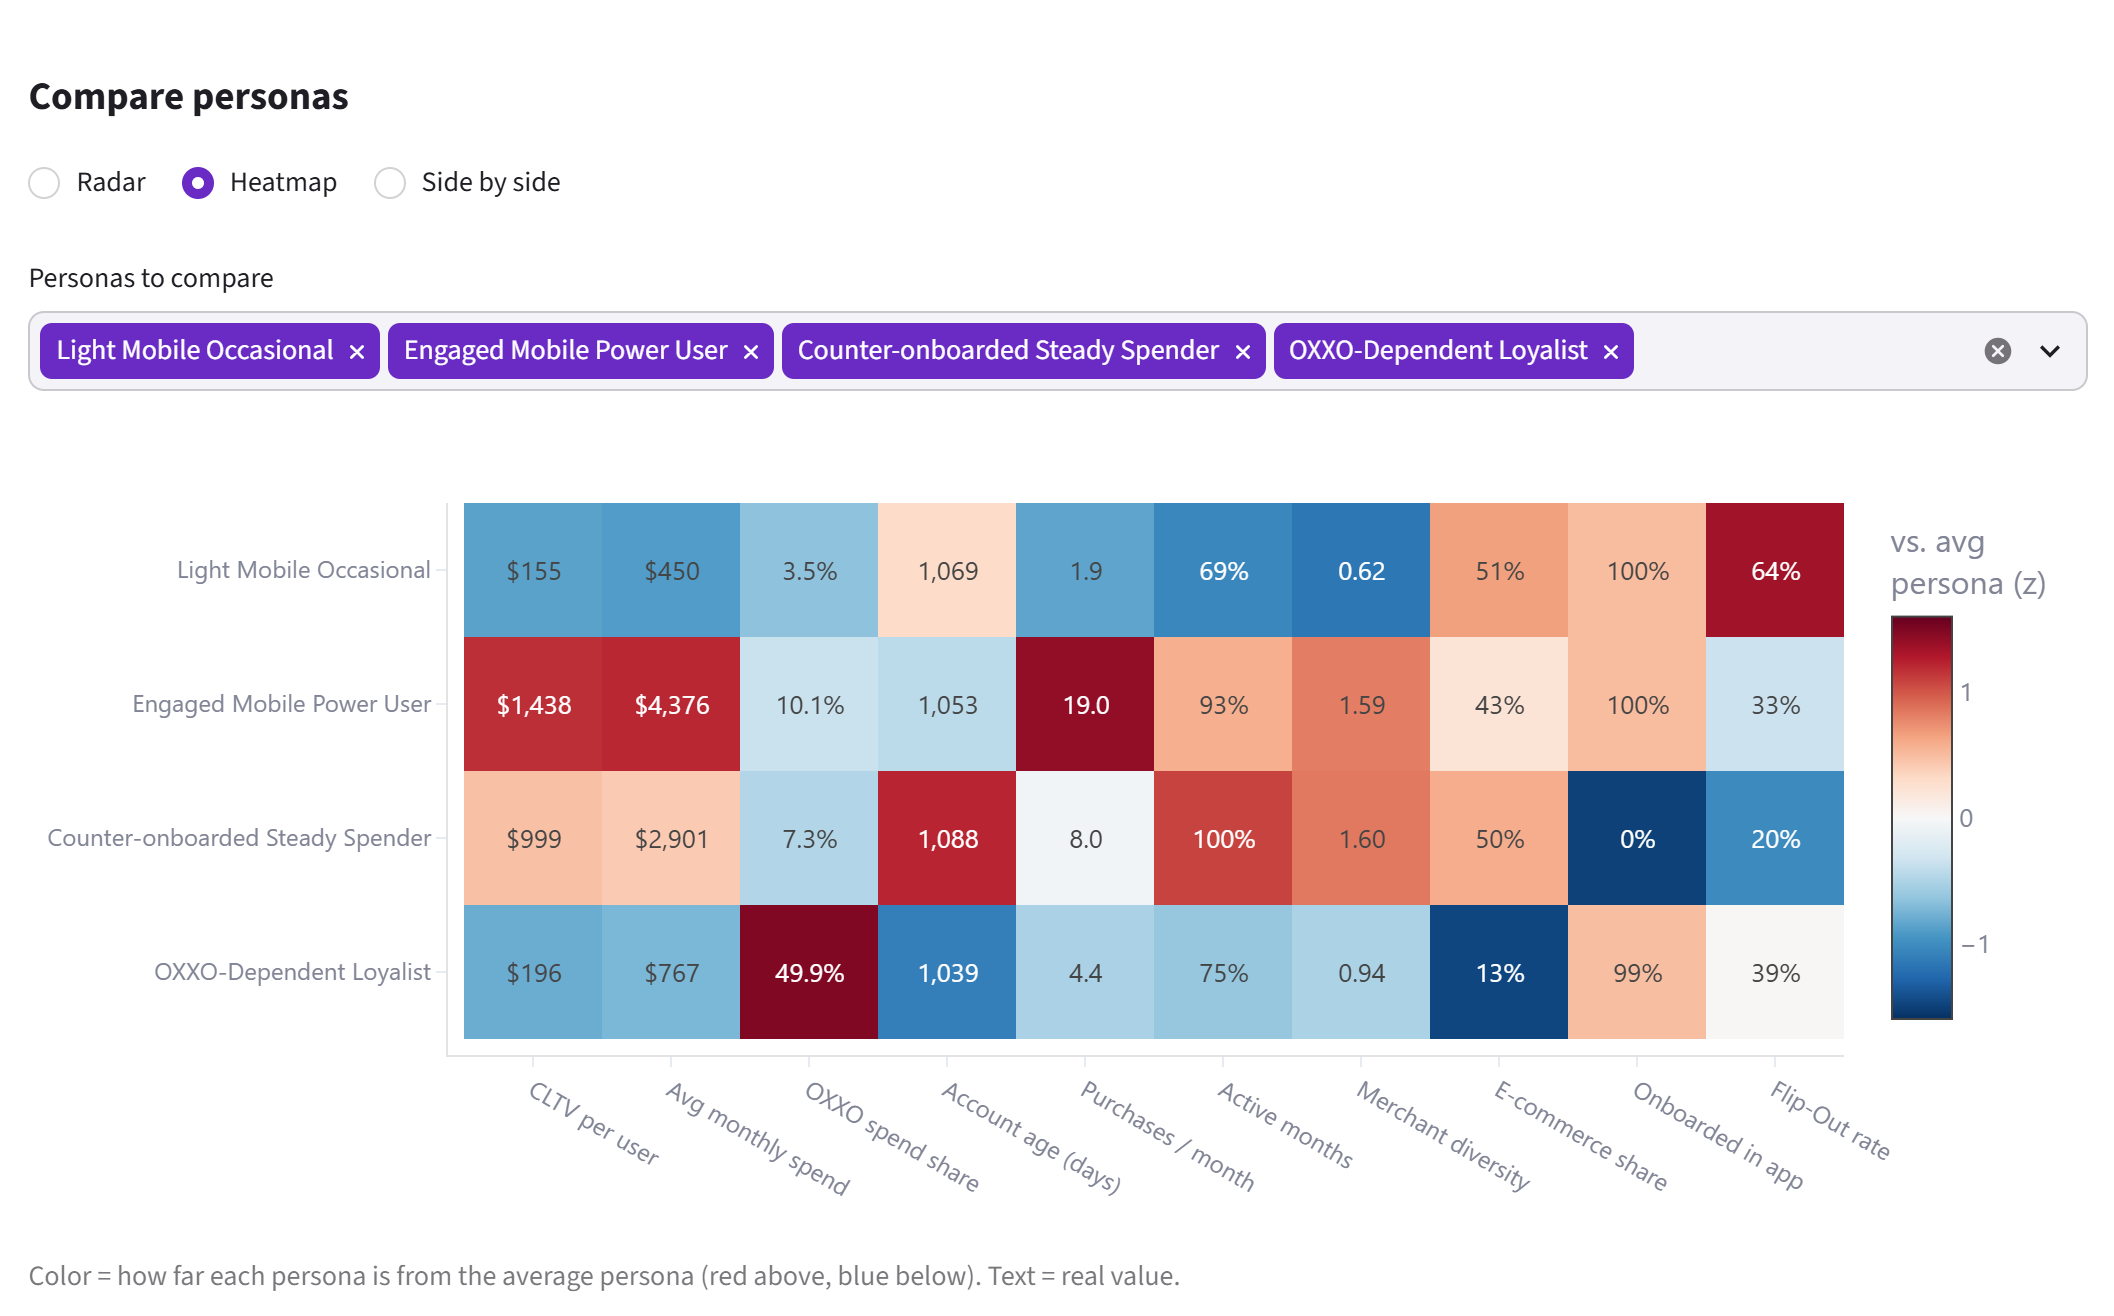 Compare personas
Radar Heatmap Side by side
Personas to compare
Light Mobile Occasional × Engaged Mobile Power User × Counter-onboarded Steady Spender × OXXO-Dependent Loyalist ×
vs. avg
persona (z)
Light Mobile Occasional $155 $450 3.5% 1,069 1.9 69% 0.62 51% 100% 64%
1
Engaged Mobile Power User $1,438 $4,376 10.1% 1,053 19.0 93% 1.59 43% 100% 33%
0
Counter-onboarded Steady Spender $999 $2,901 7.3% 1,088 8.0 100% 1.60 50% 0% 20%
−1
OXXO-Dependent Loyalist $196 $767 49.9% 1,039 4.4 75% 0.94 13% 99% 39%
CLTV per user
Avg monthly spend
OXXO spend share
Account age (days)
Purchases / month
Active months
Merchant diversity
E-commerce share
Onboarded in app
Flip-Out rate
Color = how far each persona is from the average persona (red above, blue below). Text = real value.